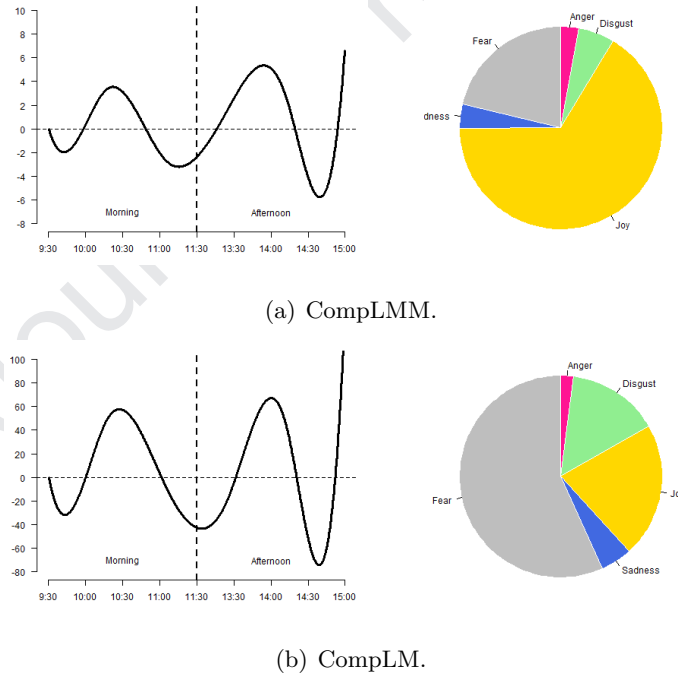 10
8
6
4
2
0
-2
-4
-6
-8
Morning
Afternoon
9:30 10:00 10:30 11:00 11:30 13:30 14:00 14:30 15:00
Anger
Disgust
Fear
dness
Joy
(a) CompLMM.
100
80
60
40
20
0
-20
-40
-60
-80
Morning
Afternoon
9:30 10:00 10:30 11:00 11:30 13:30 14:00 14:30 15:00
Anger
Disgust
Jo
Fear
Sadness
(b) CompLM.